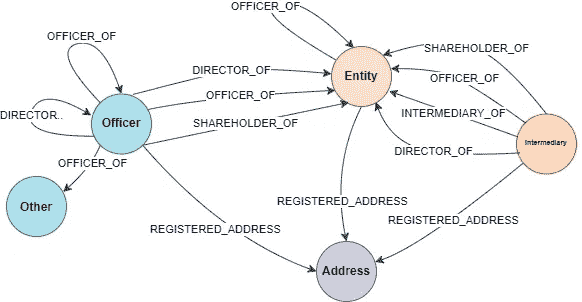 OFFICER_OF
OFFICER_OF
SHAREHOLDER_OF
DIRECTOR_OF
Entity
OFFICER_OF
OFFICER_OF
DIRECTOR..
Officer
SHAREHOLDER_OF
INTERMEDIARY_OF
Intermediary
DIRECTOR_OF
OFFICER_OF
Other
REGISTERED_ADDRESS
REGISTERED_ADDRESS
REGISTERED_ADDRESS
Address